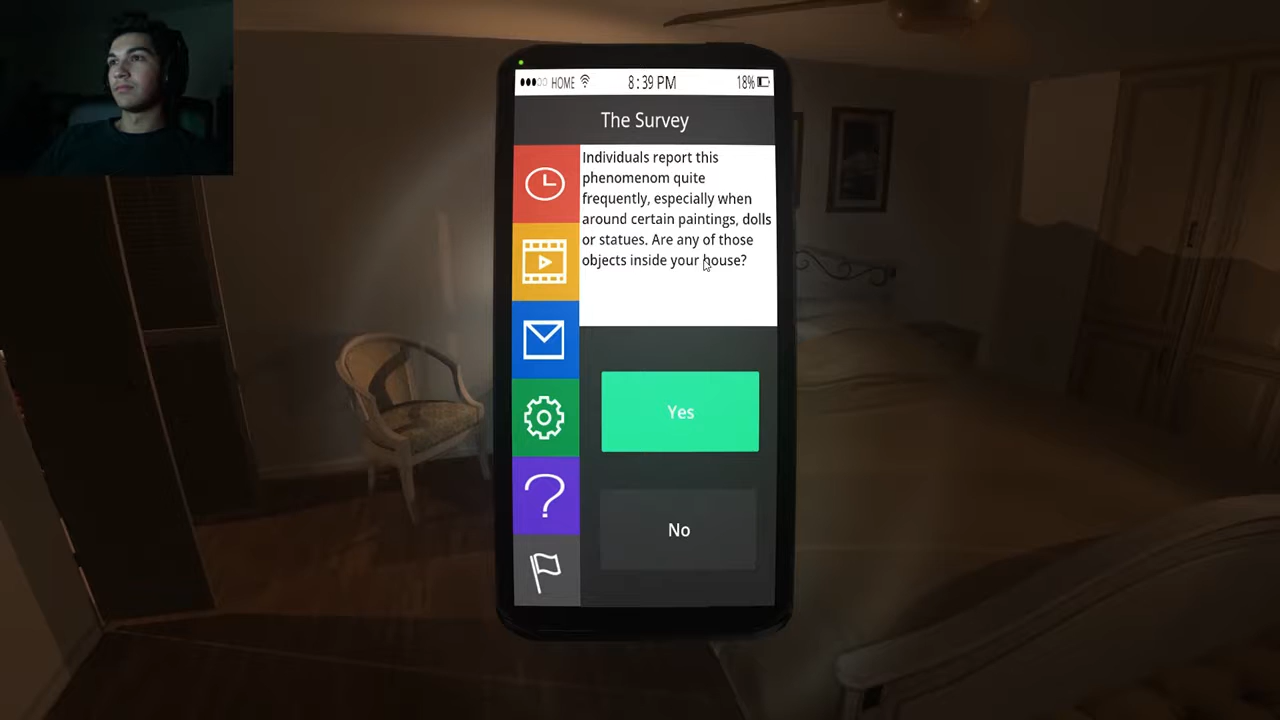 HOME 8:39 PM 18%
The Survey
Individuals report this
phenomenom quite
frequently, especially when
around certain paintings, dolls
or statues. Are any of those
objects inside your house?
Yes
No